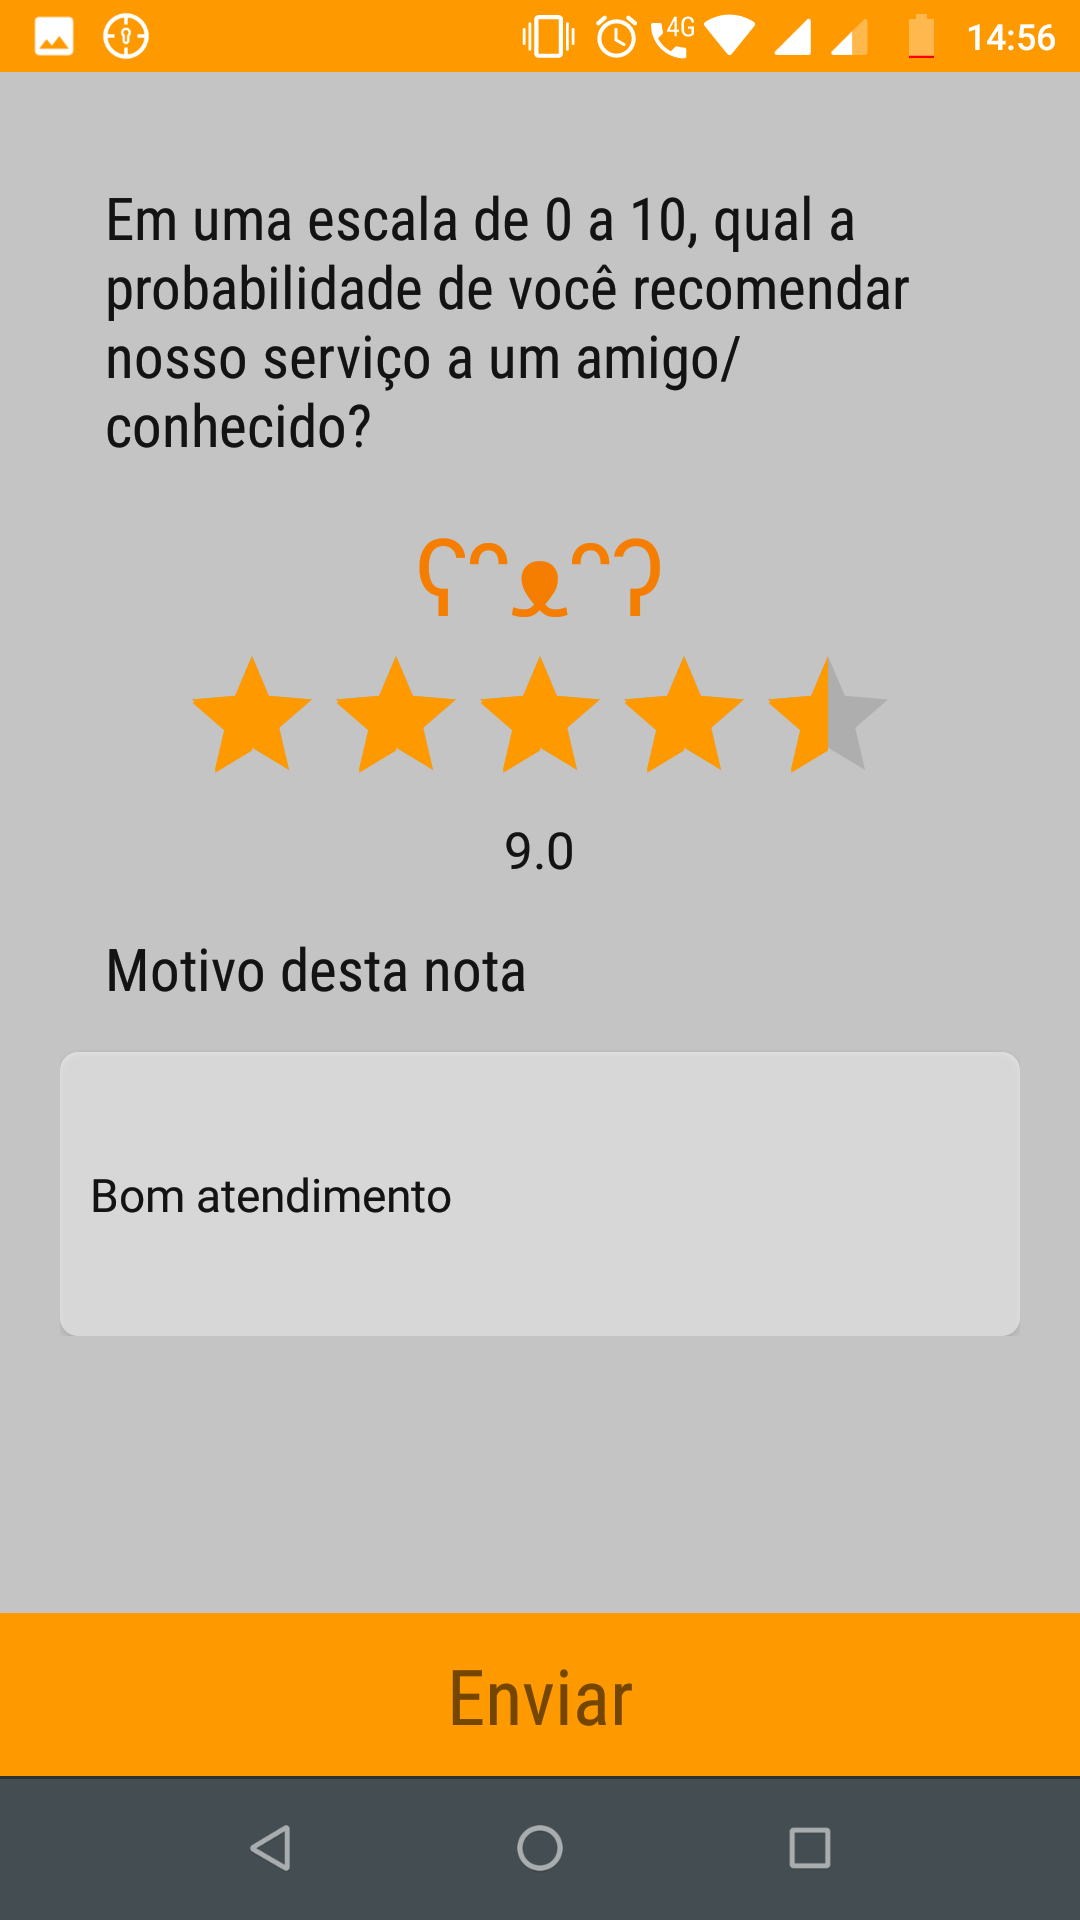 4G
14:56
Em uma escala de 0 a 10, qual a
probabilidade de você recomendar
nosso serviço a um amigo/
conhecido?
ʕᵔᴥᵔʔ
9.0
Motivo desta nota
Bom atendimento
Enviar